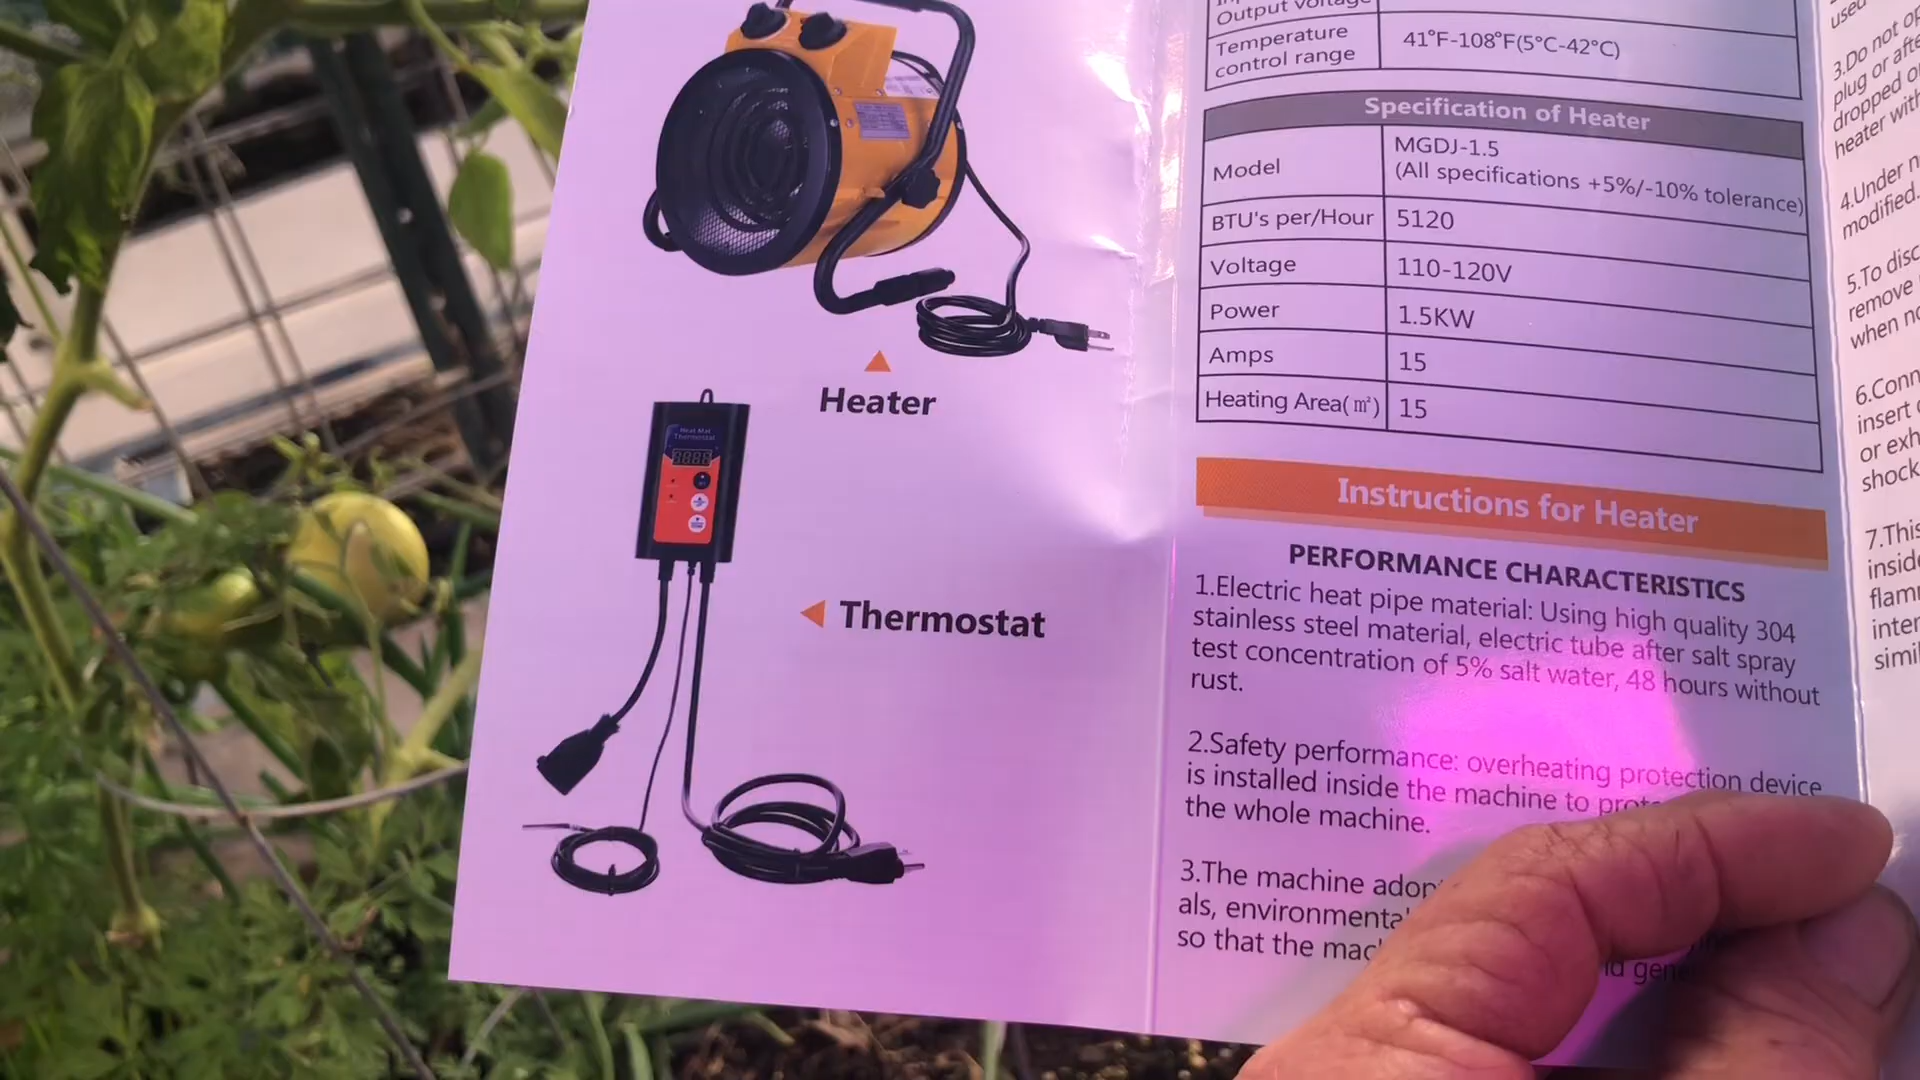 Heater
Heat Mat
Thermostat
Thermostat
Output voltage
Temperature
control range
41°F-108°F(5°C-42°C)
Specification of Heater
Model
MGDJ-1.5
(All specifications +5%/-10% tolerance)
BTU's per/Hour
5120
Voltage
110-120V
Power
1.5KW
Amps
15
Heating Area(㎡)
15
Instructions for Heater
PERFORMANCE CHARACTERISTICS
1.Electric heat pipe material: Using high quality 304
stainless steel material, electric tube after salt spray
test concentration of 5% salt water, 48 hours without
rust.
2.Safety performance: overheating protection device
is installed inside the machine to
the whole machine.
3.The machine
als,
so that the
used
3.Do not
plug or
dropped
heater
4.Under
modified.
5.To
remove
when
insert
or
shock.
7.This